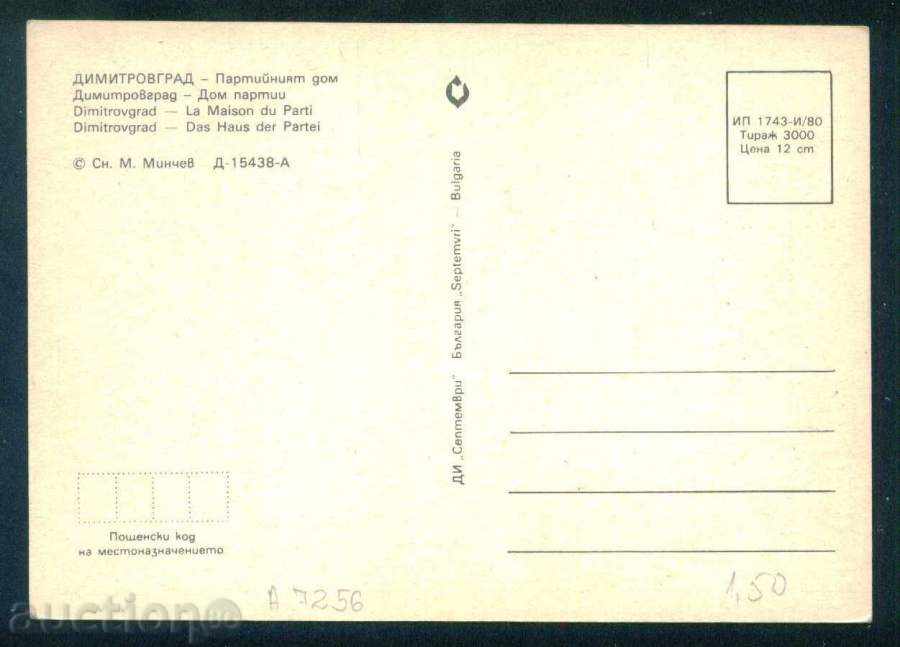 ДИМИТРОВГРАД – Партийният дом
Димитровград – Дом партии
Dimitrovgrad — La Maison du Parti
Dimitrovgrad — Das Haus der Partei
© Сн. М. Минчев Д-15438-А
ДИ „Септември" България „Septemvri" – Bulgaria
ИП 1743-И/80
Тираж 3000
Цена 12 ст
Пощенски код
на местоназначението
А 7256
1,50
auction